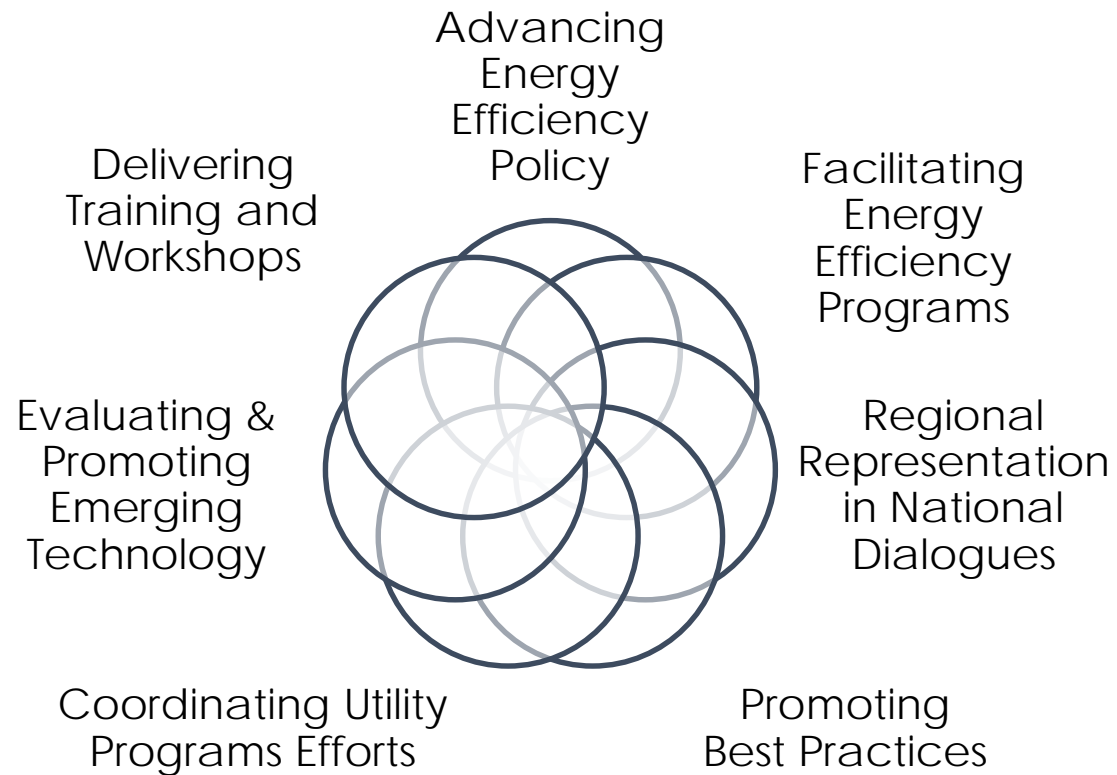 Advancing
Energy
Efficiency
Policy
Facilitating
Energy
Efficiency
Programs
Regional
Representation
in National
Dialogues
Promoting
Best Practices
Coordinating Utility
Programs Efforts
Evaluating &
Promoting
Emerging
Technology
Delivering
Training and
Workshops